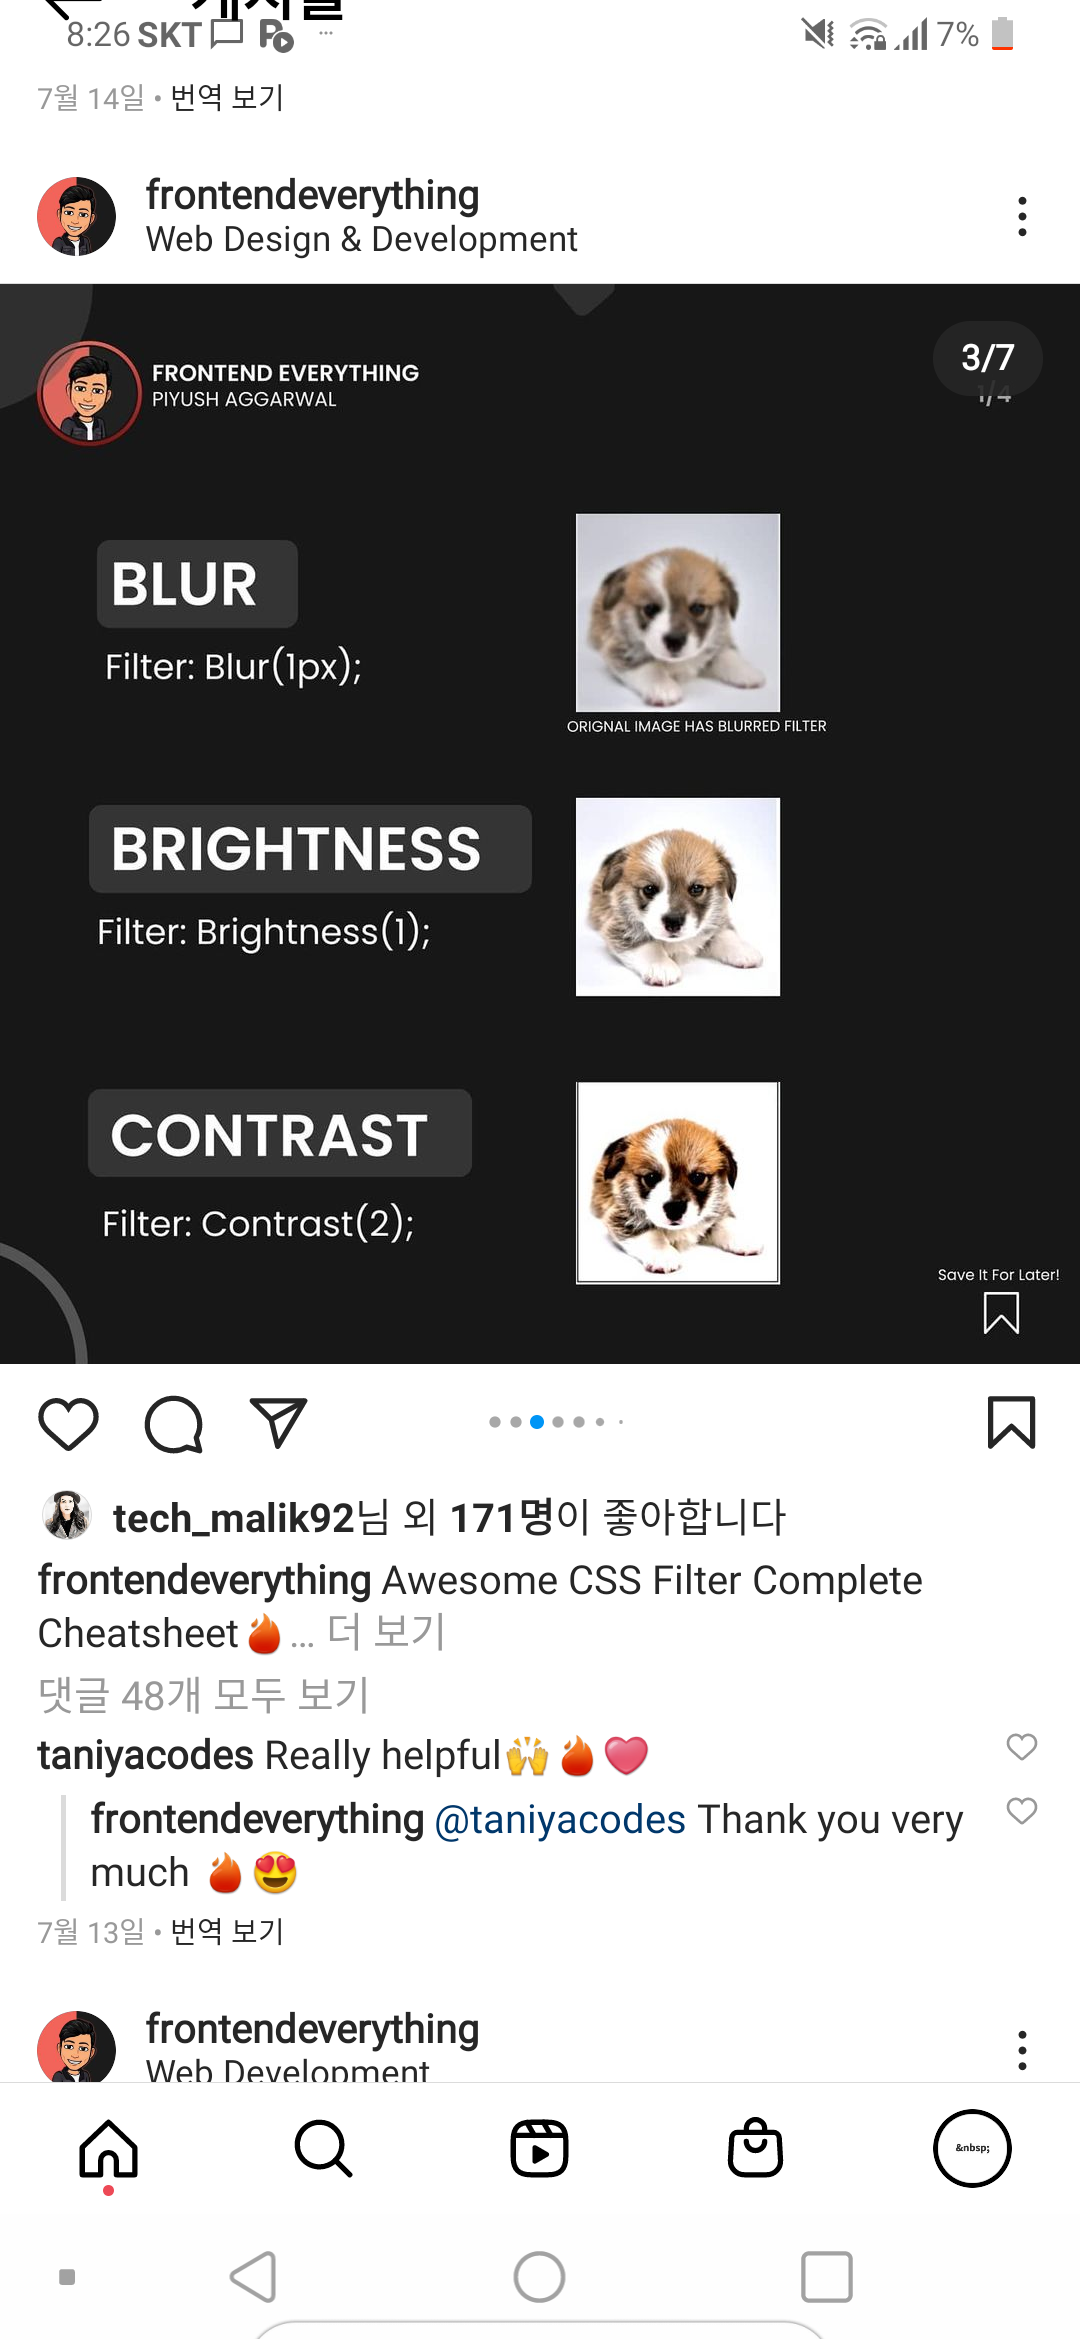 게시물
8:26 SKT 7%
7월 14일 • 번역 보기
frontendeverything
Web Design & Development
FRONTEND EVERYTHING
PIYUSH AGGARWAL
3/7
1/4
BLUR
Filter: Blur(1px);
ORIGNAL IMAGE HAS BLURRED FILTER
BRIGHTNESS
Filter: Brightness(1);
CONTRAST
Filter: Contrast(2);
Save It For Later!
tech_malik92님 외 171명이 좋아합니다
frontendeverything Awesome CSS Filter Complete
Cheatsheet🔥... 더 보기
댓글 48개 모두 보기
taniyacodes Really helpful🙌🔥❤️
frontendeverything @taniyacodes Thank you very
much 🔥😍
7월 13일 • 번역 보기
frontendeverything
Web Development
&nbsp;